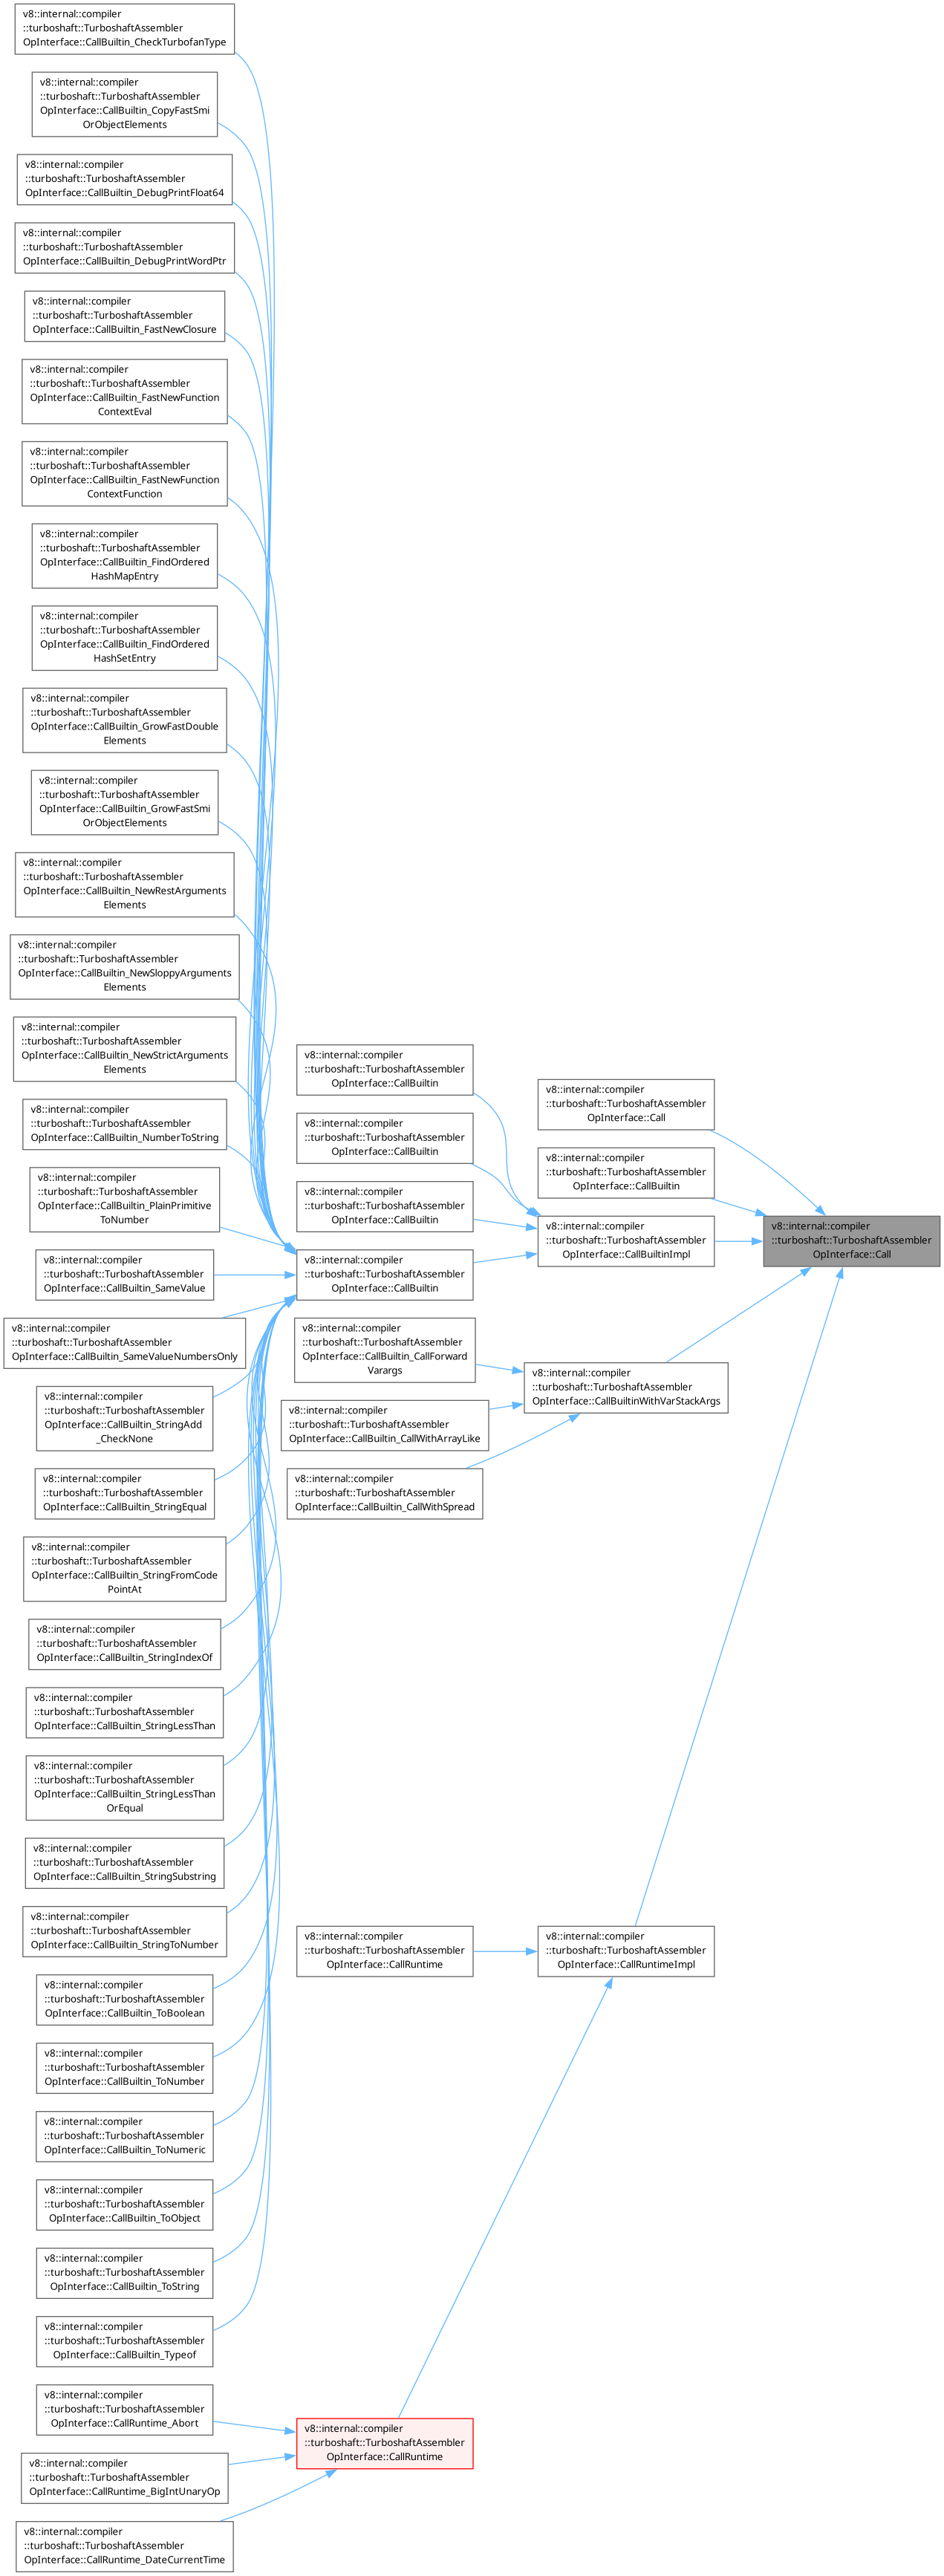 v8::internal::compiler
::turboshaft::TurboshaftAssembler
OpInterface::CallBuiltin_CheckTurbofanType
v8::internal::compiler
::turboshaft::TurboshaftAssembler
OpInterface::CallBuiltin_CopyFastSmi
OrObjectElements
v8::internal::compiler
::turboshaft::TurboshaftAssembler
OpInterface::CallBuiltin_DebugPrintFloat64
v8::internal::compiler
::turboshaft::TurboshaftAssembler
OpInterface::CallBuiltin_DebugPrintWordPtr
v8::internal::compiler
::turboshaft::TurboshaftAssembler
OpInterface::CallBuiltin_FastNewClosure
v8::internal::compiler
::turboshaft::TurboshaftAssembler
OpInterface::CallBuiltin_FastNewFunction
ContextEval
v8::internal::compiler
::turboshaft::TurboshaftAssembler
OpInterface::CallBuiltin_FastNewFunction
ContextFunction
v8::internal::compiler
::turboshaft::TurboshaftAssembler
OpInterface::CallBuiltin_FindOrdered
HashMapEntry
v8::internal::compiler
::turboshaft::TurboshaftAssembler
OpInterface::CallBuiltin_FindOrdered
HashSetEntry
v8::internal::compiler
::turboshaft::TurboshaftAssembler
OpInterface::CallBuiltin_GrowFastDouble
Elements
v8::internal::compiler
::turboshaft::TurboshaftAssembler
OpInterface::CallBuiltin_GrowFastSmi
OrObjectElements
v8::internal::compiler
::turboshaft::TurboshaftAssembler
OpInterface::CallBuiltin_NewRestArguments
Elements
v8::internal::compiler
::turboshaft::TurboshaftAssembler
OpInterface::CallBuiltin_NewSloppyArguments
Elements
v8::internal::compiler
::turboshaft::TurboshaftAssembler
OpInterface::CallBuiltin_NewStrictArguments
Elements
v8::internal::compiler
::turboshaft::TurboshaftAssembler
OpInterface::CallBuiltin_NumberToString
v8::internal::compiler
::turboshaft::TurboshaftAssembler
OpInterface::CallBuiltin_PlainPrimitive
ToNumber
v8::internal::compiler
::turboshaft::TurboshaftAssembler
OpInterface::CallBuiltin_SameValue
v8::internal::compiler
::turboshaft::TurboshaftAssembler
OpInterface::CallBuiltin_SameValueNumbersOnly
v8::internal::compiler
::turboshaft::TurboshaftAssembler
OpInterface::CallBuiltin_StringAdd
_CheckNone
v8::internal::compiler
::turboshaft::TurboshaftAssembler
OpInterface::CallBuiltin_StringEqual
v8::internal::compiler
::turboshaft::TurboshaftAssembler
OpInterface::CallBuiltin_StringFromCode
PointAt
v8::internal::compiler
::turboshaft::TurboshaftAssembler
OpInterface::CallBuiltin_StringIndexOf
v8::internal::compiler
::turboshaft::TurboshaftAssembler
OpInterface::CallBuiltin_StringLessThan
v8::internal::compiler
::turboshaft::TurboshaftAssembler
OpInterface::CallBuiltin_StringLessThan
OrEqual
v8::internal::compiler
::turboshaft::TurboshaftAssembler
OpInterface::CallBuiltin_StringSubstring
v8::internal::compiler
::turboshaft::TurboshaftAssembler
OpInterface::CallBuiltin_StringToNumber
v8::internal::compiler
::turboshaft::TurboshaftAssembler
OpInterface::CallBuiltin_ToBoolean
v8::internal::compiler
::turboshaft::TurboshaftAssembler
OpInterface::CallBuiltin_ToNumber
v8::internal::compiler
::turboshaft::TurboshaftAssembler
OpInterface::CallBuiltin_ToNumeric
v8::internal::compiler
::turboshaft::TurboshaftAssembler
OpInterface::CallBuiltin_ToObject
v8::internal::compiler
::turboshaft::TurboshaftAssembler
OpInterface::CallBuiltin_ToString
v8::internal::compiler
::turboshaft::TurboshaftAssembler
OpInterface::CallBuiltin_Typeof
v8::internal::compiler
::turboshaft::TurboshaftAssembler
OpInterface::CallRuntime_Abort
v8::internal::compiler
::turboshaft::TurboshaftAssembler
OpInterface::CallRuntime_BigIntUnaryOp
v8::internal::compiler
::turboshaft::TurboshaftAssembler
OpInterface::CallRuntime_DateCurrentTime
v8::internal::compiler
::turboshaft::TurboshaftAssembler
OpInterface::CallBuiltin
v8::internal::compiler
::turboshaft::TurboshaftAssembler
OpInterface::CallBuiltin
v8::internal::compiler
::turboshaft::TurboshaftAssembler
OpInterface::CallBuiltin
v8::internal::compiler
::turboshaft::TurboshaftAssembler
OpInterface::CallBuiltin
v8::internal::compiler
::turboshaft::TurboshaftAssembler
OpInterface::CallBuiltin_CallForward
Varargs
v8::internal::compiler
::turboshaft::TurboshaftAssembler
OpInterface::CallBuiltin_CallWithArrayLike
v8::internal::compiler
::turboshaft::TurboshaftAssembler
OpInterface::CallBuiltin_CallWithSpread
v8::internal::compiler
::turboshaft::TurboshaftAssembler
OpInterface::CallRuntime
v8::internal::compiler
::turboshaft::TurboshaftAssembler
OpInterface::CallRuntime
v8::internal::compiler
::turboshaft::TurboshaftAssembler
OpInterface::Call
v8::internal::compiler
::turboshaft::TurboshaftAssembler
OpInterface::CallBuiltin
v8::internal::compiler
::turboshaft::TurboshaftAssembler
OpInterface::CallBuiltinImpl
v8::internal::compiler
::turboshaft::TurboshaftAssembler
OpInterface::CallBuiltinWithVarStackArgs
v8::internal::compiler
::turboshaft::TurboshaftAssembler
OpInterface::CallRuntimeImpl
v8::internal::compiler
::turboshaft::TurboshaftAssembler
OpInterface::Call